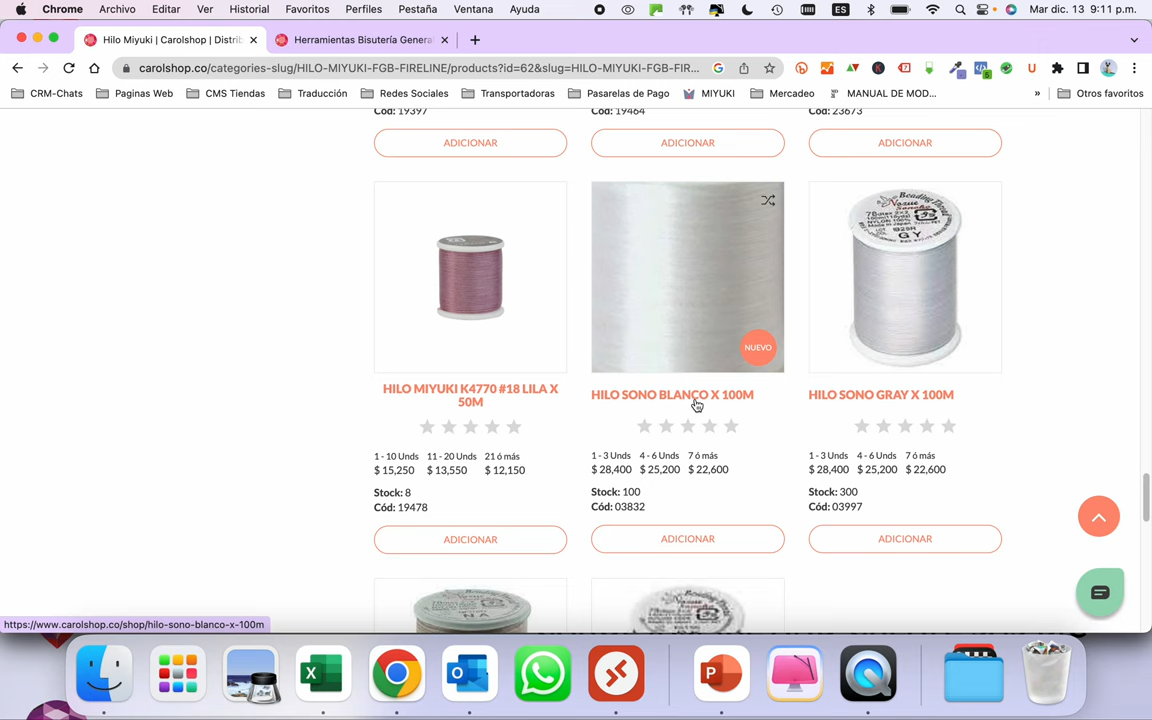 Chrome Archivo Editar Ver Historial Favoritos Perfiles Pestaña Ventana Ayuda ES Mar dic. 13 9:11 p.m.
Hilo Miyuki | Carolshop | Distrib Herramientas Bisutería Genera
carolshop.co/categories-slug/HILO-MIYUKI-FGB-FIRELINE/products?id=62&slug=HILO-MIYUKI-FGB-FIR...
CRM-Chats Paginas Web CMS Tiendas Traducción Redes Sociales Transportadoras Pasarelas de Pago MIYUKI Mercadeo MANUAL DE MOD... » Otros favoritos
Cód: 19397 Cód: 19464 Cód: 23673
ADICIONAR ADICIONAR ADICIONAR
Beading Thread
Nozue
Sonoko
GY
NUEVO
HILO MIYUKI K4770 #18 LILA X
50M
HILO SONO BLANCO X 100M HILO SONO GRAY X 100M
1 - 10 Unds 11 - 20 Unds 21 ó más 1 - 3 Unds 4 - 6 Unds 7 ó más 1 - 3 Unds 4 - 6 Unds 7 ó más
$ 15,250 $ 13,550 $ 12,150 $ 28,400 $ 25,200 $ 22,600 $ 28,400 $ 25,200 $ 22,600
Stock: 8 Stock: 100 Stock: 300
Cód: 19478 Cód: 03832 Cód: 03997
ADICIONAR ADICIONAR ADICIONAR
https://www.carolshop.co/shop/hilo-sono-blanco-x-100m